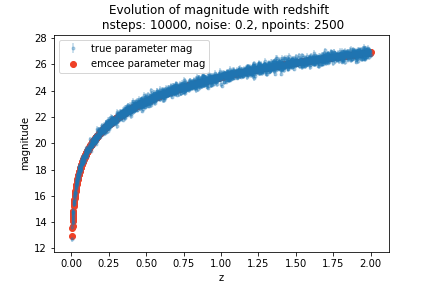 Evolution of magnitude with redshift
nsteps: 10000, noise: 0.2, npoints: 2500
28
26
24
22
20
18
16
14
12
magnitude
true parameter mag
emcee parameter mag
0.00 0.25 0.50 0.75 1.00 1.25 1.50 1.75 2.00
z